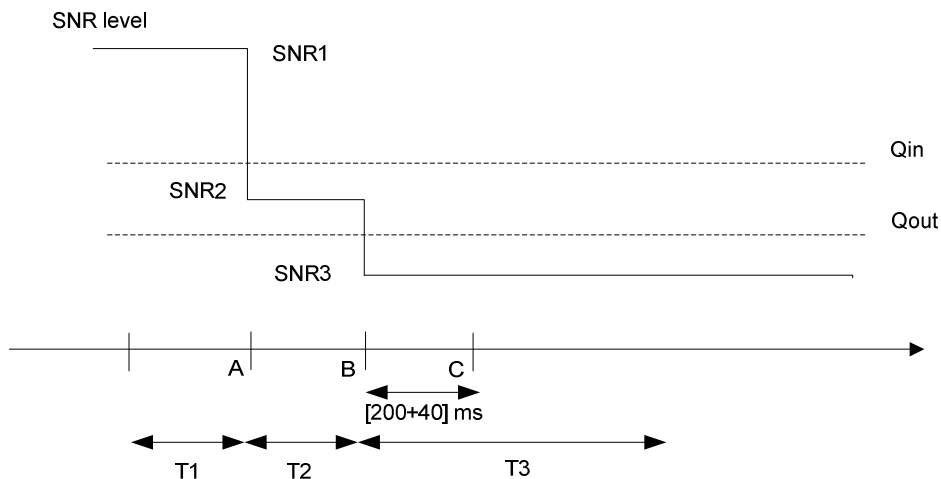 SNR level
SNR1
Qin
SNR2
Qout
SNR3
A
B
C
[200+40] ms
T1
T2
T3